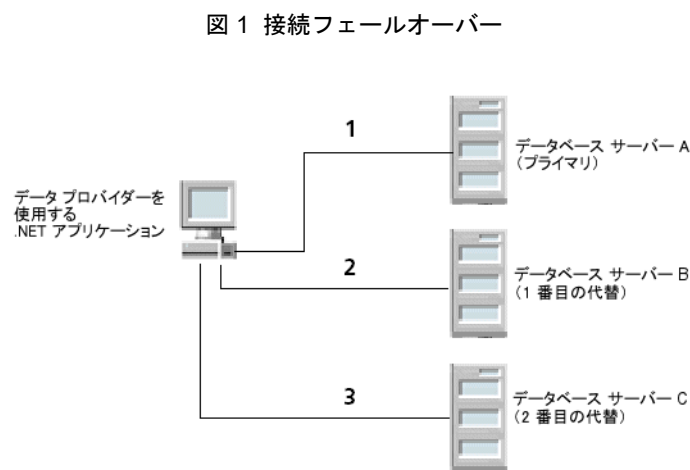 図 1 接続フェールオーバー
1
データベース サーバー A
(プライマリ)
データ プロバイダーを
使用する
.NET アプリケーション
2
データベース サーバー B
(1 番目の代替)
3
データベース サーバー C
(2 番目の代替)